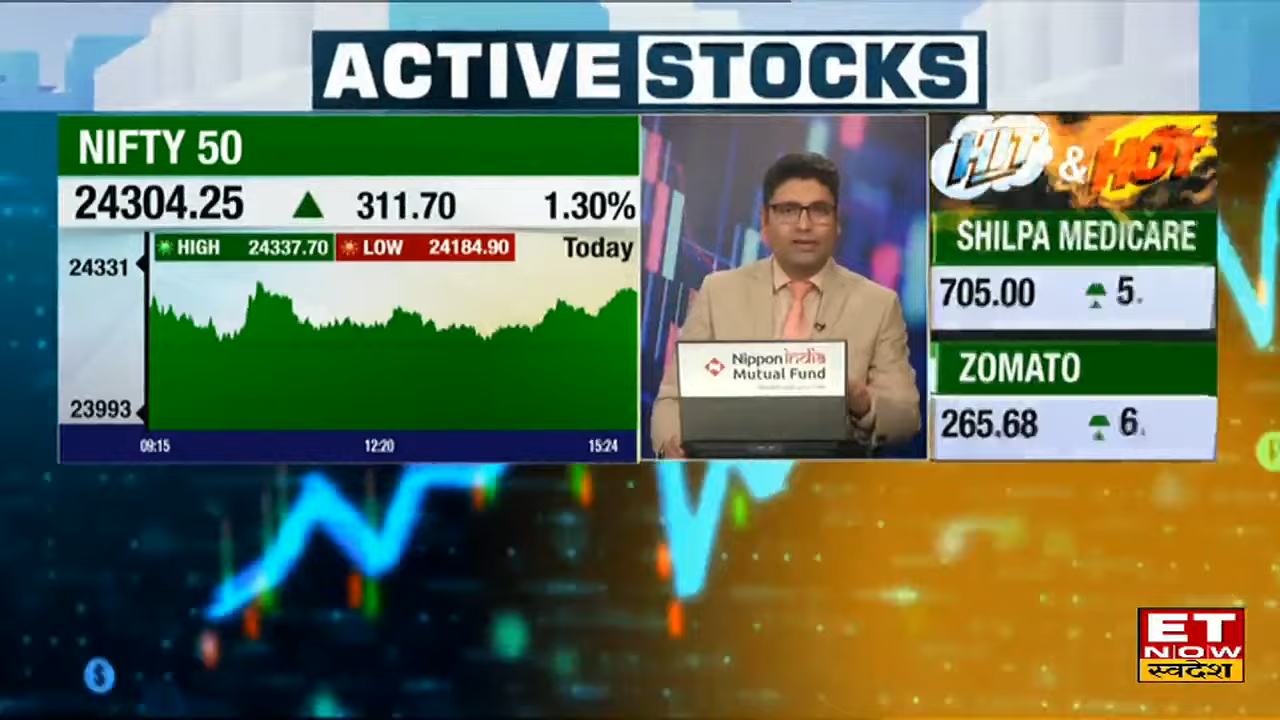 ACTIVE STOCKS
NIFTY 50
24304.25 ▲ 311.70 1.30%
HIGH 24337.70 LOW 24184.90 Today
24331
23993
09:15 12:20 15:24
Nippon india
Mutual Fund
HIT & HOT
SHILPA MEDICARE
705.00 5.
ZOMATO
265.68 6.
ET
NOW
स्वदेश